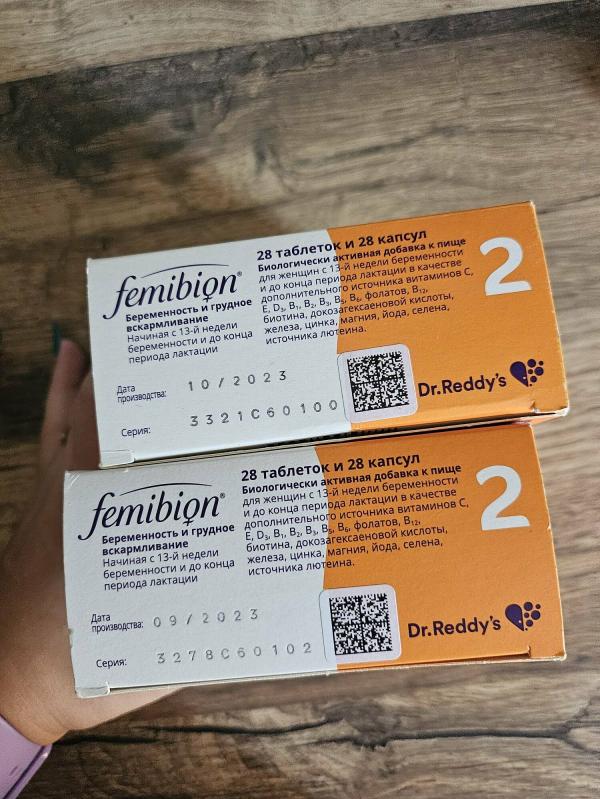 femibion®
Беременность и грудное
вскармливание
Начиная с 13-й недели
беременности и до конца
периода лактации
Дата
производства:
10/2023
Серия:
3321C60100
28 таблеток и 28 капсул
Биологически активная добавка к пище
для женщин с 13-й недели беременности
и до конца периода лактации в качестве
дополнительного источника витаминов C,
E, D₃, B₁, B₂, B₃, B₅, B₆, фолатов, B₁₂,
биотина, докозагексаеновой кислоты,
железа, цинка, магния, йода, селена,
источника лютеина.
2
Dr.Reddy's
femibion®
Беременность и грудное
вскармливание
Начиная с 13-й недели
беременности и до конца
периода лактации
Дата
производства:
09/2023
Серия:
3278C60102
28 таблеток и 28 капсул
Биологически активная добавка к пище
для женщин с 13-й недели беременности
и до конца периода лактации в качестве
дополнительного источника витаминов C,
E, D₃, B₁, B₂, B₃, B₅, B₆, фолатов, B₁₂,
биотина, докозагексаеновой кислоты,
железа, цинка, магния, йода, селена,
источника лютеина.
2
Dr.Reddy's